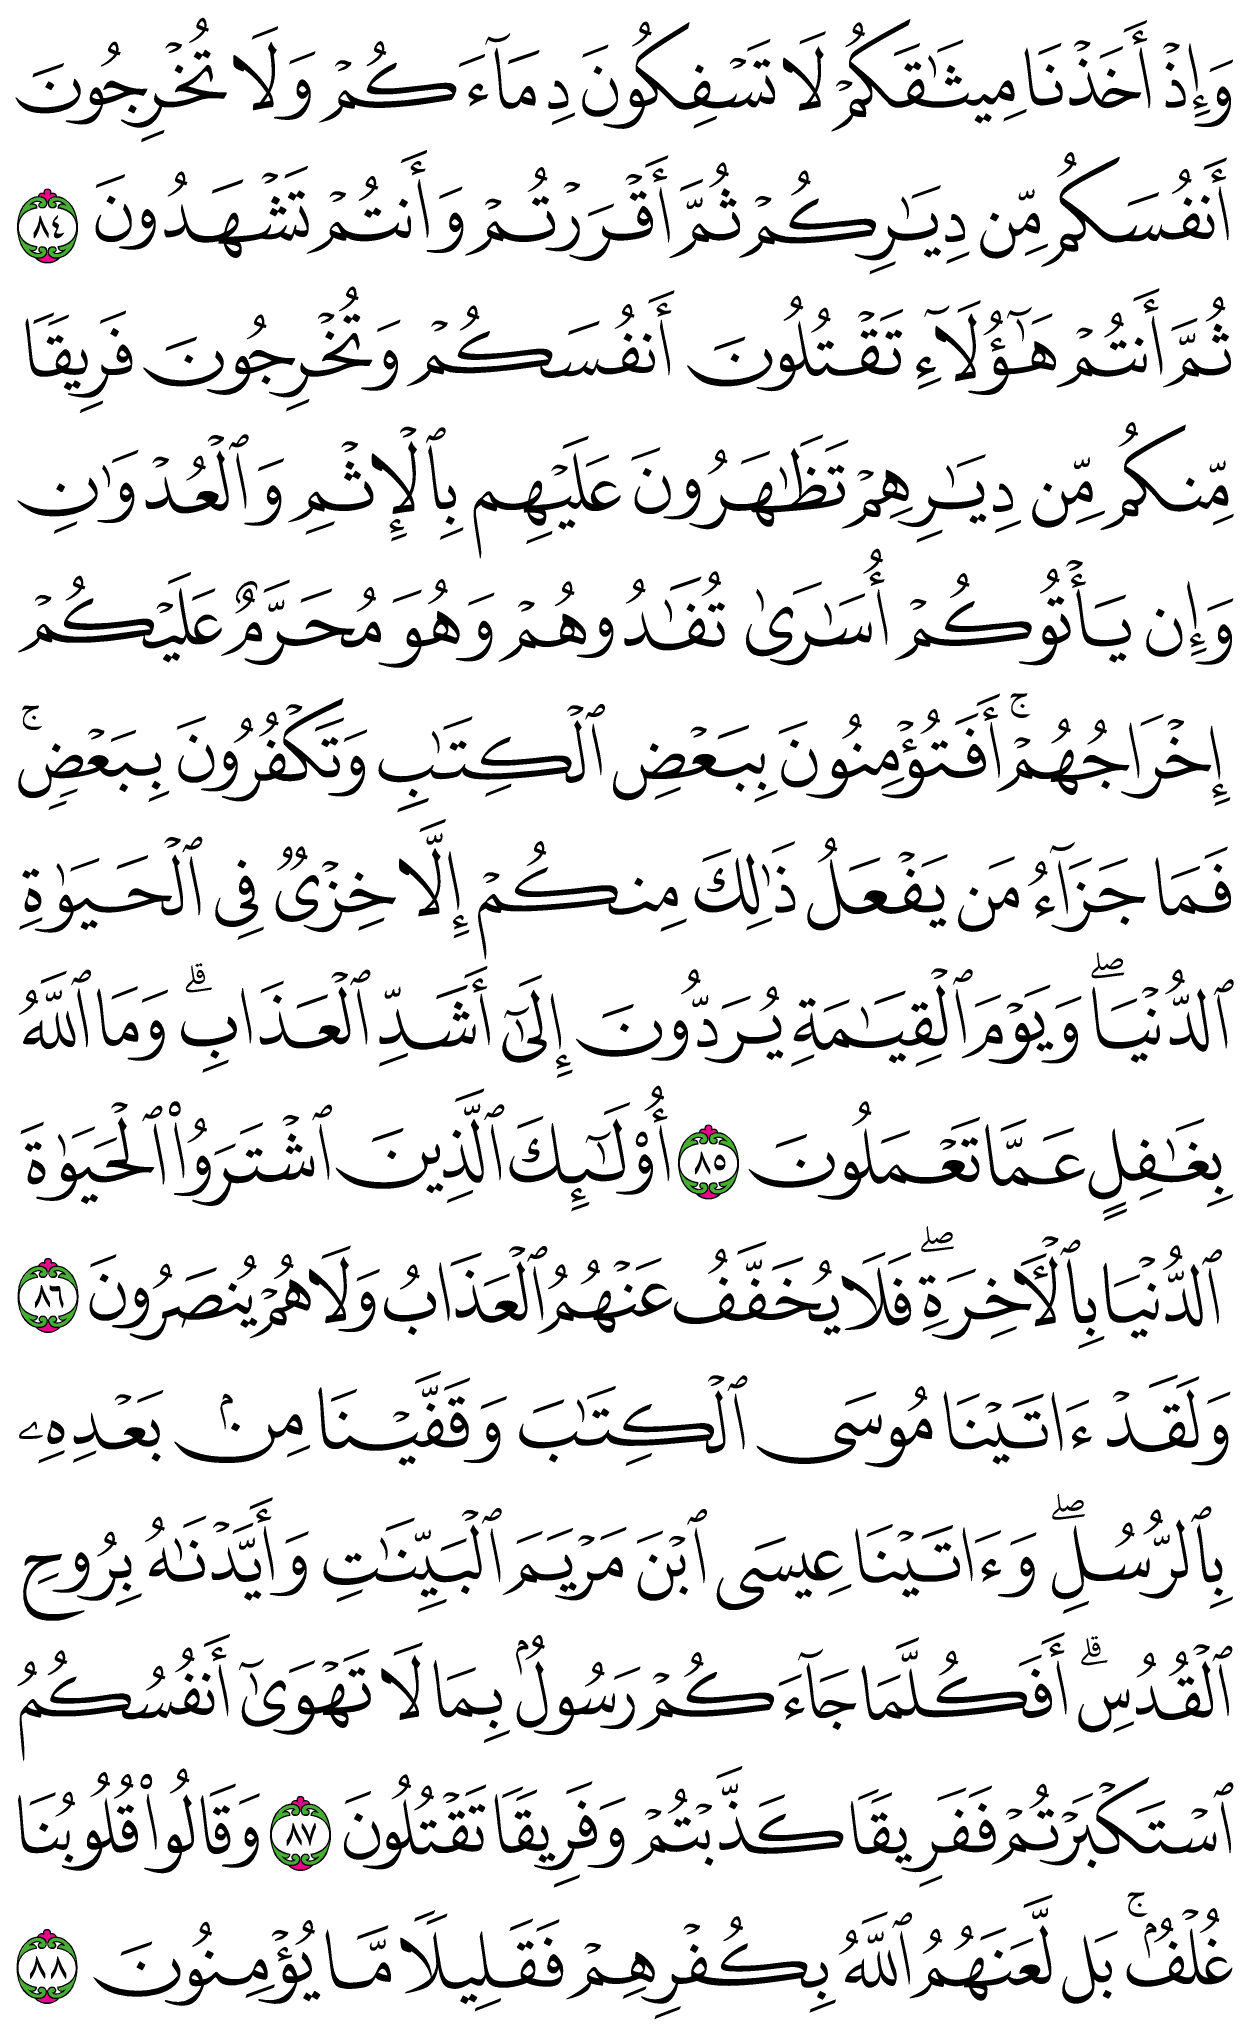 وَإِذْ أَخَذْنَا مِيثَٰقَكُمْ لَا تَسْفِكُونَ دِمَآءَكُمْ وَلَا تُخْرِجُونَ
أَنفُسَكُم مِّن دِيَٰرِكُمْ ثُمَّ أَقْرَرْتُمْ وَأَنتُمْ تَشْهَدُونَ ٨٤
ثُمَّ أَنتُمْ هَٰٓؤُلَآءِ تَقْتُلُونَ أَنفُسَكُمْ وَتُخْرِجُونَ فَرِيقًا
مِّنكُم مِّن دِيَٰرِهِمْ تَظَٰهَرُونَ عَلَيْهِم بِٱلْإِثْمِ وَٱلْعُدْوَٰنِ
وَإِن يَأْتُوكُمْ أُسَٰرَىٰ تُفَٰدُوهُمْ وَهُوَ مُحَرَّمٌ عَلَيْكُمْ
إِخْرَاجُهُمْ ۚ أَفَتُؤْمِنُونَ بِبَعْضِ ٱلْكِتَٰبِ وَتَكْفُرُونَ بِبَعْضٍ ۚ
فَمَا جَزَآءُ مَن يَفْعَلُ ذَٰلِكَ مِنكُمْ إِلَّا خِزْىٌ فِى ٱلْحَيَوٰةِ
ٱلدُّنْيَا ۖ وَيَوْمَ ٱلْقِيَٰمَةِ يُرَدُّونَ إِلَىٰٓ أَشَدِّ ٱلْعَذَابِ ۗ وَمَا ٱللَّهُ
بِغَٰفِلٍ عَمَّا تَعْمَلُونَ ٨٥ أُو۟لَٰٓئِكَ ٱلَّذِينَ ٱشْتَرَوُا۟ ٱلْحَيَوٰةَ
ٱلدُّنْيَا بِٱلْـَٔاخِرَةِ ۖ فَلَا يُخَفَّفُ عَنْهُمُ ٱلْعَذَابُ وَلَا هُمْ يُنصَرُونَ ٨٦
وَلَقَدْ ءَاتَيْنَا مُوسَى ٱلْكِتَٰبَ وَقَفَّيْنَا مِنۢ بَعْدِهِۦ
بِٱلرُّسُلِ ۖ وَءَاتَيْنَا عِيسَى ٱبْنَ مَرْيَمَ ٱلْبَيِّنَٰتِ وَأَيَّدْنَٰهُ بِرُوحِ
ٱلْقُدُسِ ۗ أَفَكُلَّمَا جَآءَكُمْ رَسُولٌۢ بِمَا لَا تَهْوَىٰٓ أَنفُسُكُمُ
ٱسْتَكْبَرْتُمْ فَفَرِيقًا كَذَّبْتُمْ وَفَرِيقًا تَقْتُلُونَ ٨٧ وَقَالُوا۟ قُلُوبُنَا
غُلْفٌۢ ۚ بَل لَّعَنَهُمُ ٱللَّهُ بِكُفْرِهِمْ فَقَلِيلًا مَّا يُؤْمِنُونَ ٨٨